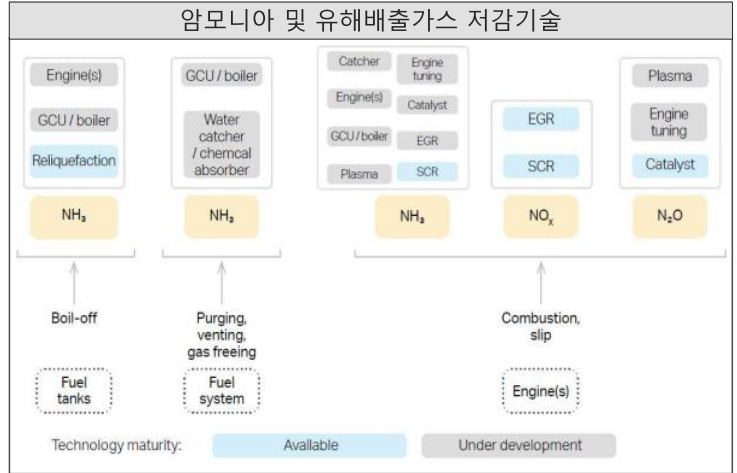 암모니아 및 유해배출가스 저감기술
Engine(s)
GCU / boiler
Reliquefaction
NH₃
GCU / boiler
Water
catcher
/ chemcal
absorber
NH₃
Catcher
Engine
tuning
Engine(s)
Catalyst
GCU / boiler
EGR
Plasma
SCR
NH₃
EGR
SCR
NOₓ
Plasma
Engine
tuning
Catalyst
N₂O
Boil-off
Purging,
venting,
gas freeing
Combustion,
slip
Fuel
tanks
Fuel
system
Engine(s)
Technology maturity:
Available
Under development